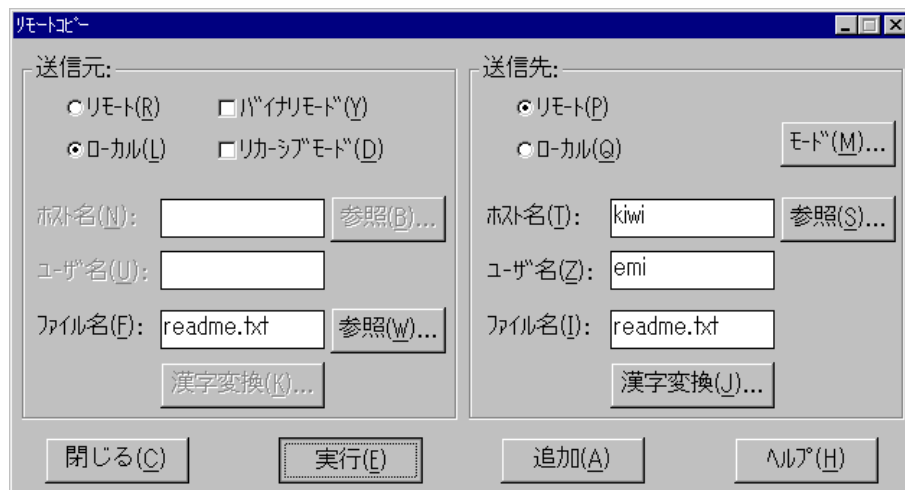 ﾘﾓｰﾄｺﾋﾟｰ
送信元:
ﾘﾓｰﾄ(R)
ﾊﾞｲﾅﾘﾓｰﾄﾞ(Y)
ﾛｰｶﾙ(L)
ﾘｶｰｼﾌﾞﾓｰﾄﾞ(D)
ﾎｽﾄ名(N):
参照(B)...
ﾕｰｻﾞ名(U):
ﾌｧｲﾙ名(F):
readme.txt
参照(W)...
漢字変換(K)...
送信先:
ﾘﾓｰﾄ(P)
ﾛｰｶﾙ(Q)
ﾓｰﾄﾞ(M)...
ﾎｽﾄ名(T):
kiwi
参照(S)...
ﾕｰｻﾞ名(Z):
emi
ﾌｧｲﾙ名(I):
readme.txt
漢字変換(J)...
閉じる(C)
実行(E)
追加(A)
ﾍﾙﾌﾟ(H)